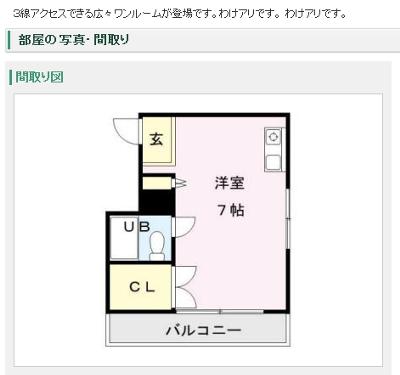 3線アクセスできる広々ワンルームが登場です。わけアリです。 わけアリです。
部屋の写真・間取り
間取り図
玄
洋室
7帖
UB
CL
バルコニー